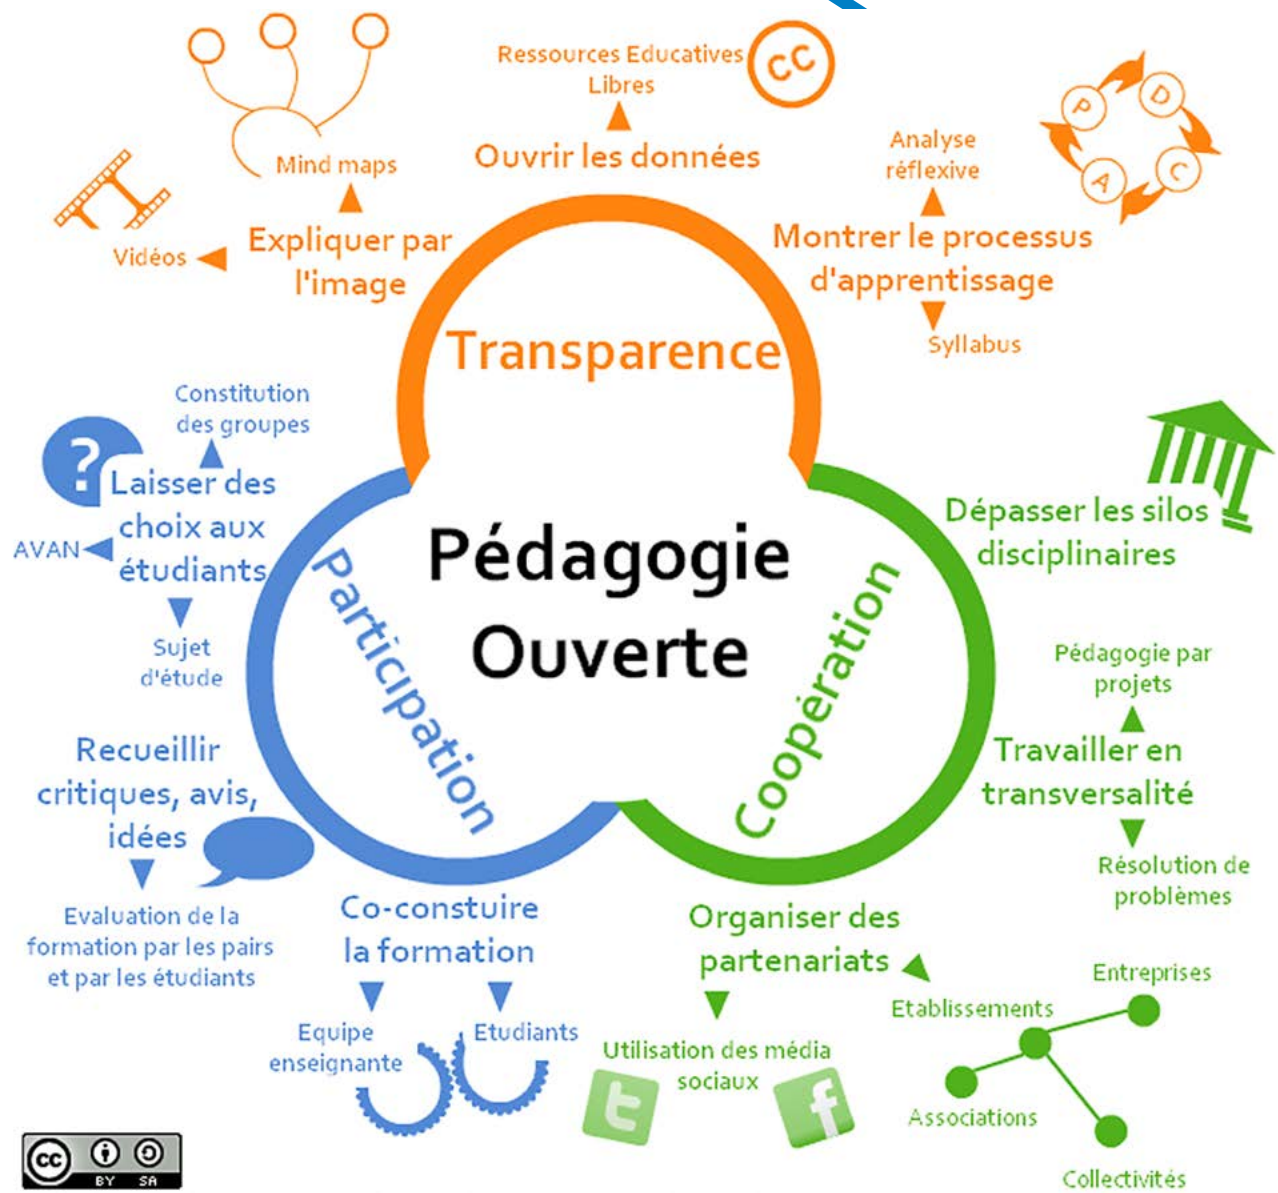 Ressources Educatives
Libres
CC
Ouvrir les données
Mind maps
Vidéos
Expliquer par
l'image
Analyse
réflexive
P
D
C
A
Montrer le processus
d'apprentissage
Syllabus
Transparence
Constitution
des groupes
?
Laisser des
choix aux
étudiants
AVAN
Sujet
d'étude
Recueillir
critiques, avis,
idées
Evaluation de la
formation par les pairs
et par les étudiants
Participation
Pédagogie
Ouverte
Coopération
Dépasser les silos
disciplinaires
Pédagogie par
projets
Travailler en
transversalité
Résolution de
problèmes
Co-constuire
la formation
Equipe
enseignante
Etudiants
Organiser des
partenariats
Utilisation des média
sociaux
t
f
Etablissements
Entreprises
Associations
Collectivités
cc
BY SA